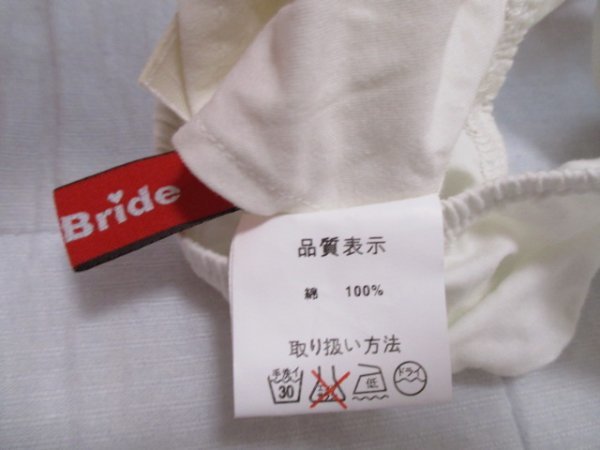 Bride
品質表示
綿 100%
取り扱い方法
手洗イ
30
低
ドライ